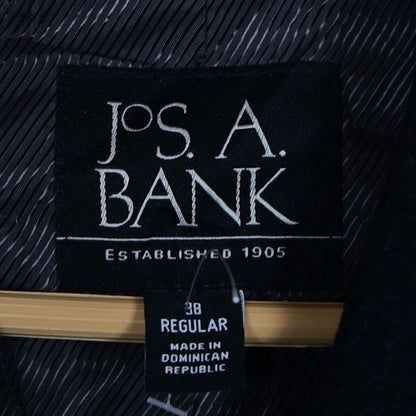 JOS. A.
BANK
ESTABLISHED 1905
38
REGULAR
MADE IN
DOMINICAN
REPUBLIC